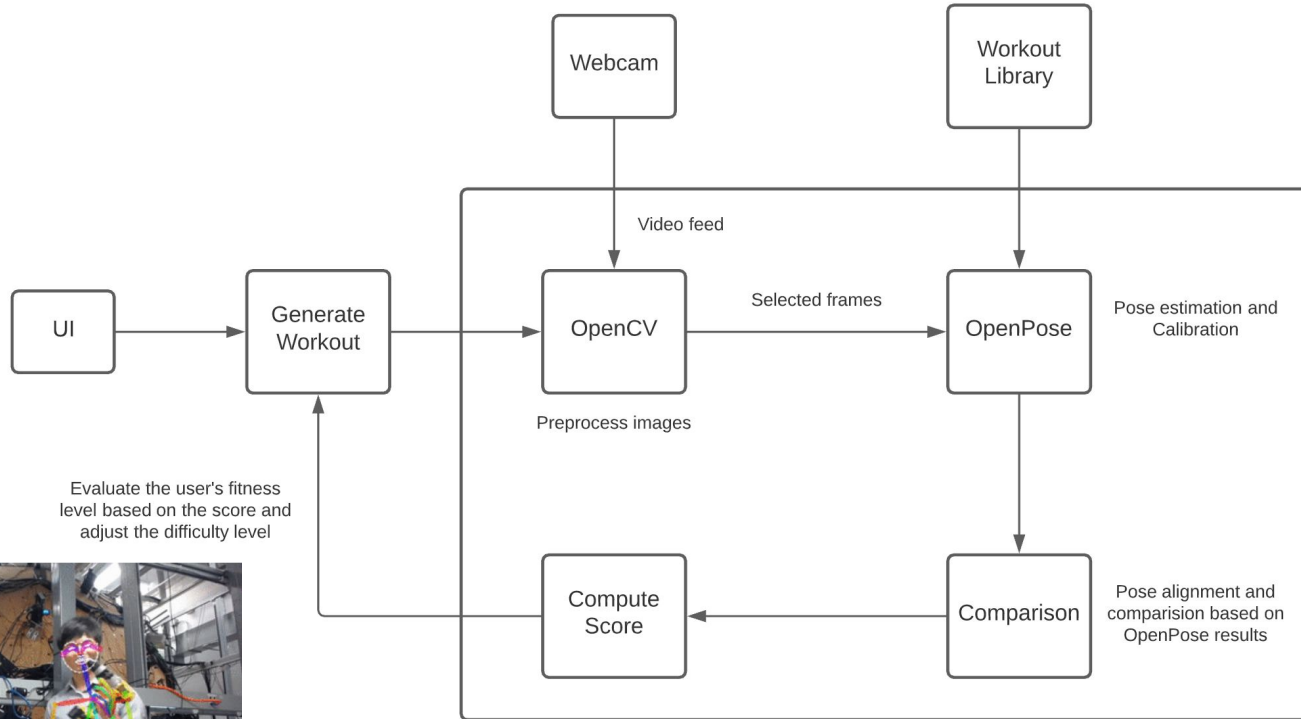 Webcam
Workout
Library
Video feed
UI
Generate
Workout
OpenCV
Selected frames
OpenPose
Pose estimation and
Calibration
Preprocess images
Evaluate the user's fitness
level based on the score and
adjust the difficulty level
Compute
Score
Comparison
Pose alignment and
comparision based on
OpenPose results